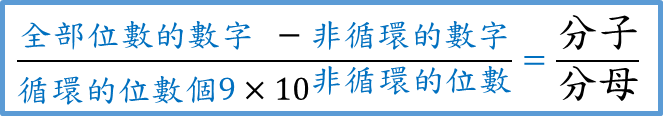 全部位數的數字 − 非循環的數字
循環的位數個9 × 10非循環的位數
=
分子
分母